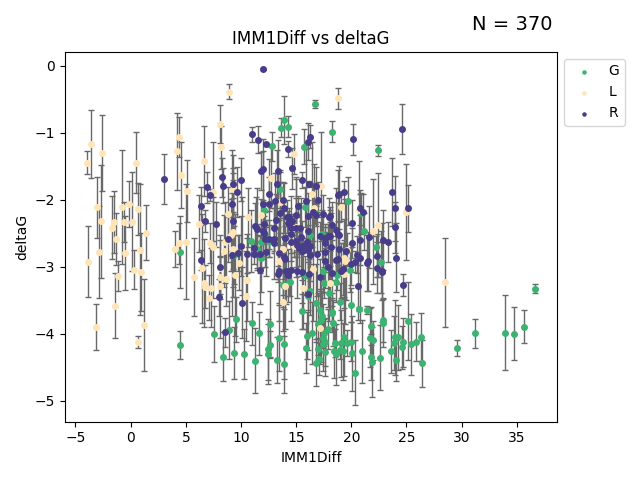 N = 370
IMM1Diff vs deltaG
G
L
R
deltaG
0
−1
−2
−3
−4
−5
−5 0 5 10 15 20 25 30 35
IMM1Diff